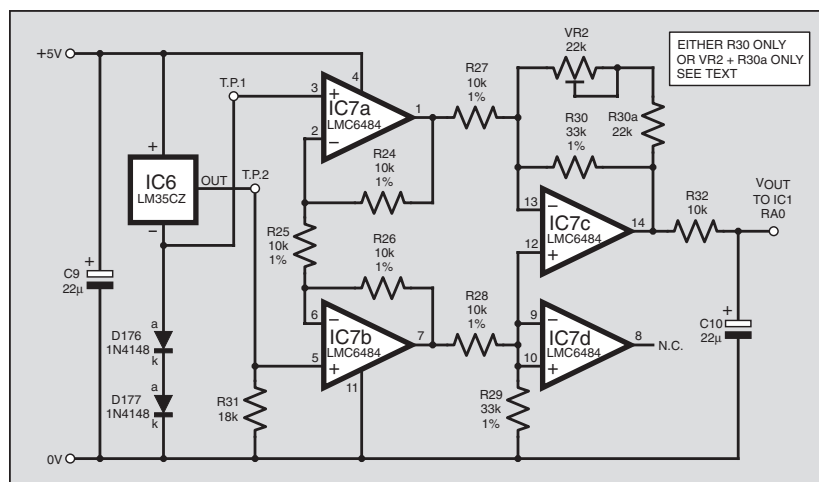 +5V
T.P.1
3
+
IC7a
LMC6484
2
−
4
1
R27
10k
1%
VR2
22k
EITHER R30 ONLY
OR VR2 + R30a ONLY
SEE TEXT
R30
33k
1%
R30a
22k
+
IC6
LM35CZ
−
OUT
T.P.2
R24
10k
1%
R25
10k
1%
R26
10k
1%
13
−
IC7c
LMC6484
12
+
14
R32
10k
VOUT
TO IC1
RA0
C9
22µ
+
a
D176
1N4148
k
a
D177
1N4148
k
6
−
IC7b
LMC6484
5
+
7
11
R28
10k
1%
9
−
IC7d
LMC6484
10
+
8
N.C.
+
C10
22µ
R31
18k
R29
33k
1%
0V